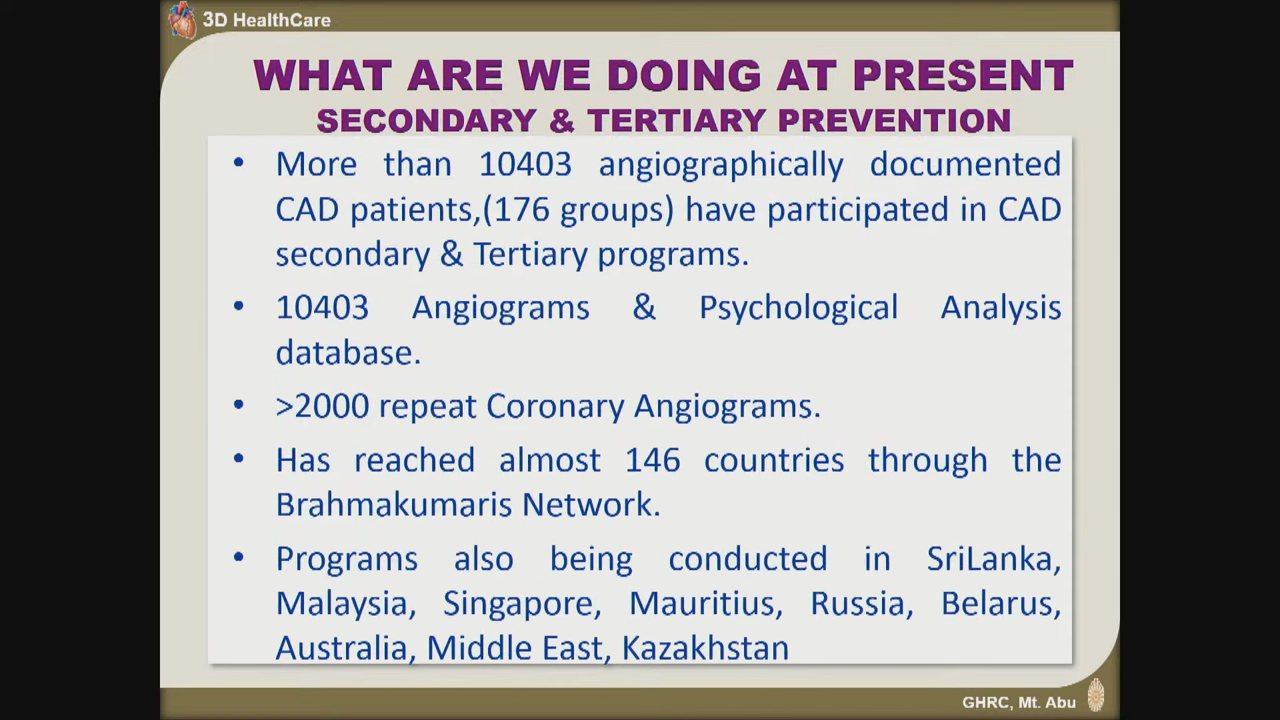 3D HealthCare
WHAT ARE WE DOING AT PRESENT
SECONDARY & TERTIARY PREVENTION
• More than 10403 angiographically documented
CAD patients,(176 groups) have participated in CAD
secondary & Tertiary programs.
• 10403 Angiograms & Psychological Analysis
database.
• >2000 repeat Coronary Angiograms.
• Has reached almost 146 countries through the
Brahmakumaris Network.
• Programs also being conducted in SriLanka,
Malaysia, Singapore, Mauritius, Russia, Belarus,
Australia, Middle East, Kazakhstan
GHRC, Mt. Abu